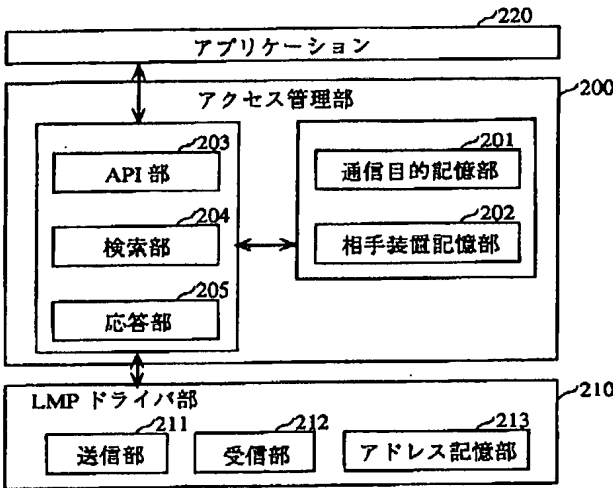 220
アプリケーション
200
アクセス管理部
203
API 部
204
検索部
205
応答部
201
通信目的記憶部
202
相手装置記憶部
210
LMP ドライバ部
211
送信部
212
受信部
213
アドレス記憶部